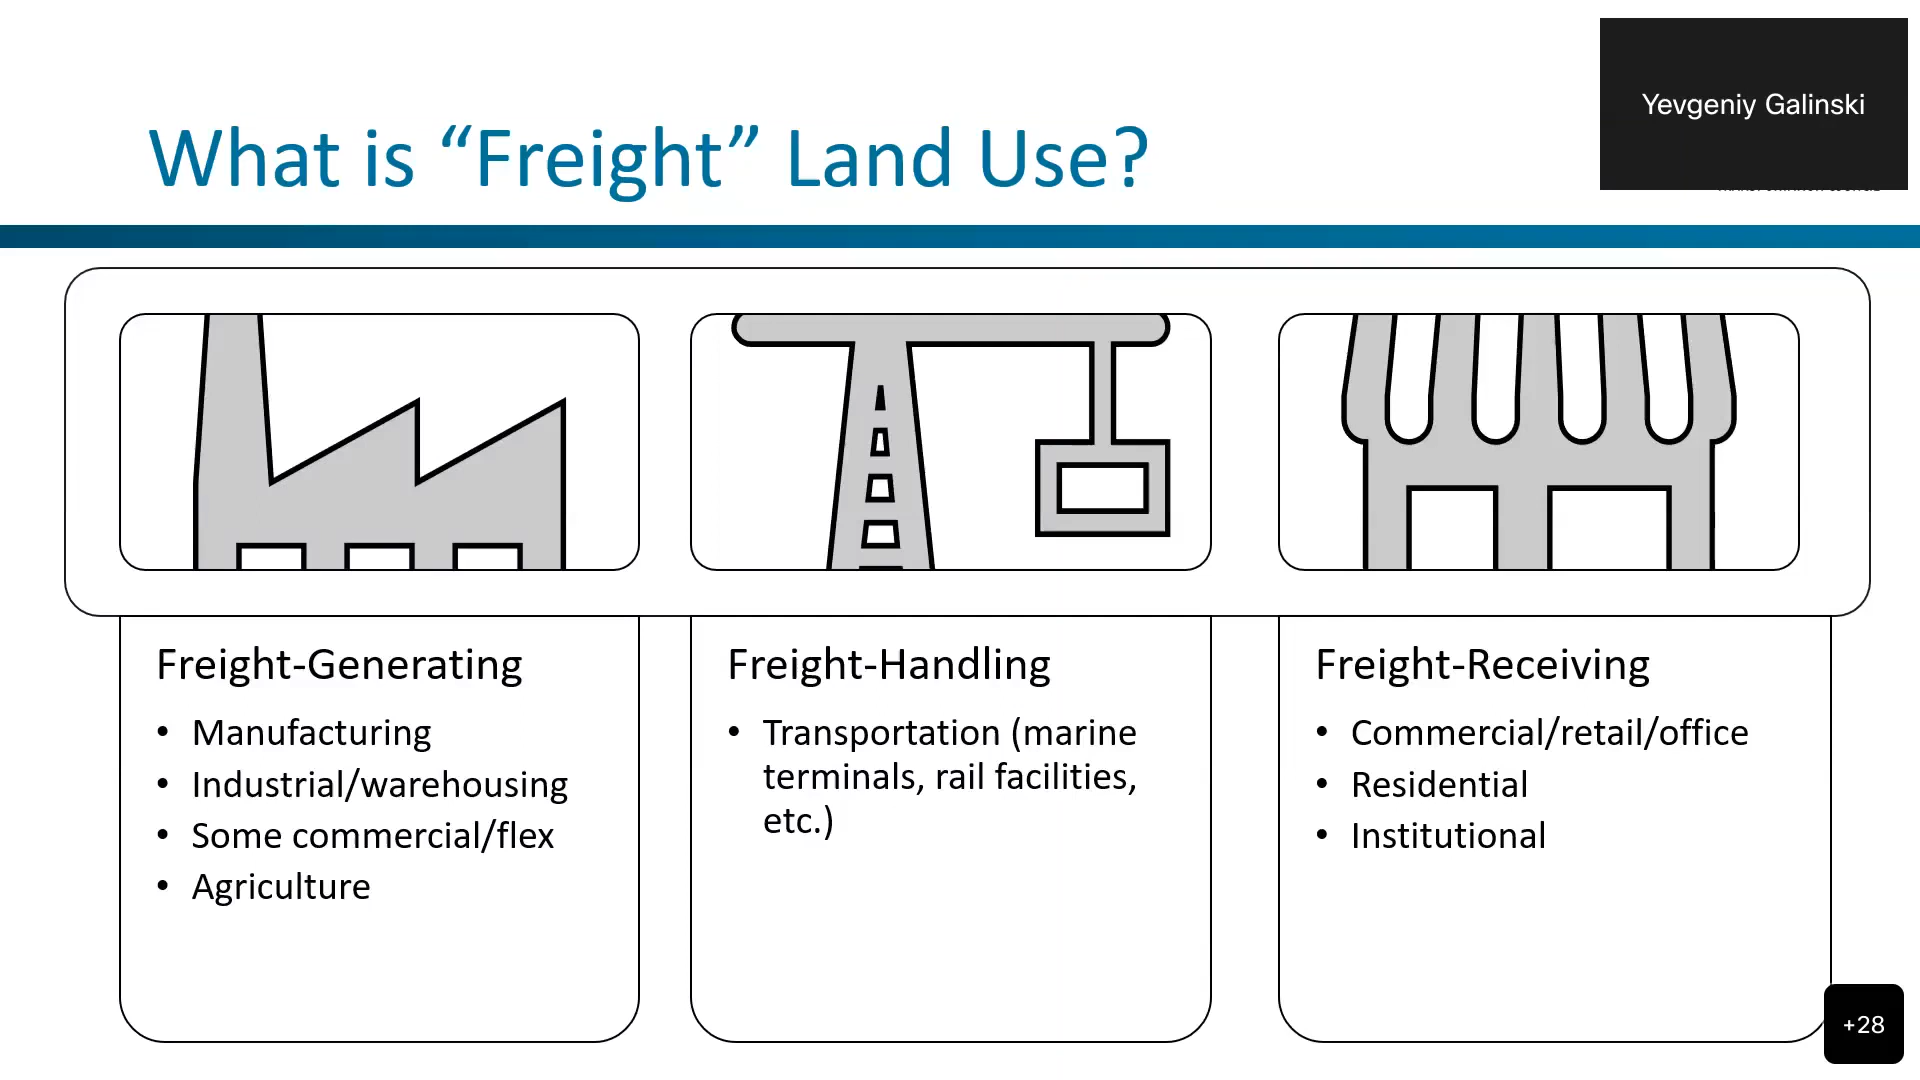 Yevgeniy Galinski
What is “Freight” Land Use?
Freight-Generating
• Manufacturing
• Industrial/warehousing
• Some commercial/flex
• Agriculture
Freight-Handling
• Transportation (marine
terminals, rail facilities,
etc.)
Freight-Receiving
• Commercial/retail/office
• Residential
• Institutional
+28